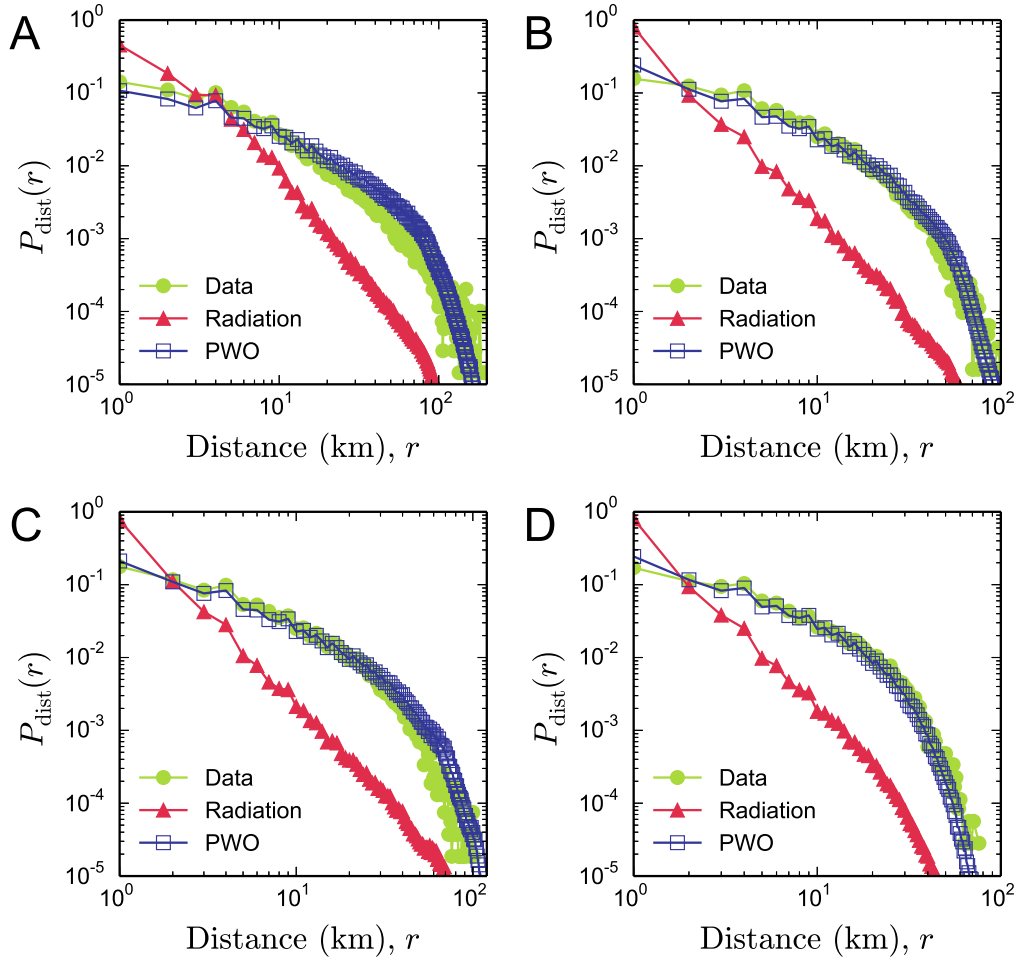 A
10^0
10^-1
10^-2
10^-3
10^-4
10^-5
P_dist(r)
Data
Radiation
PWO
10^0 10^1 10^2
Distance (km), r
B
10^0
10^-1
10^-2
10^-3
10^-4
10^-5
P_dist(r)
Data
Radiation
PWO
10^0 10^1 10^2
Distance (km), r
C
10^0
10^-1
10^-2
10^-3
10^-4
10^-5
P_dist(r)
Data
Radiation
PWO
10^0 10^1 10^2
Distance (km), r
D
10^0
10^-1
10^-2
10^-3
10^-4
10^-5
P_dist(r)
Data
Radiation
PWO
10^0 10^1 10^2
Distance (km), r